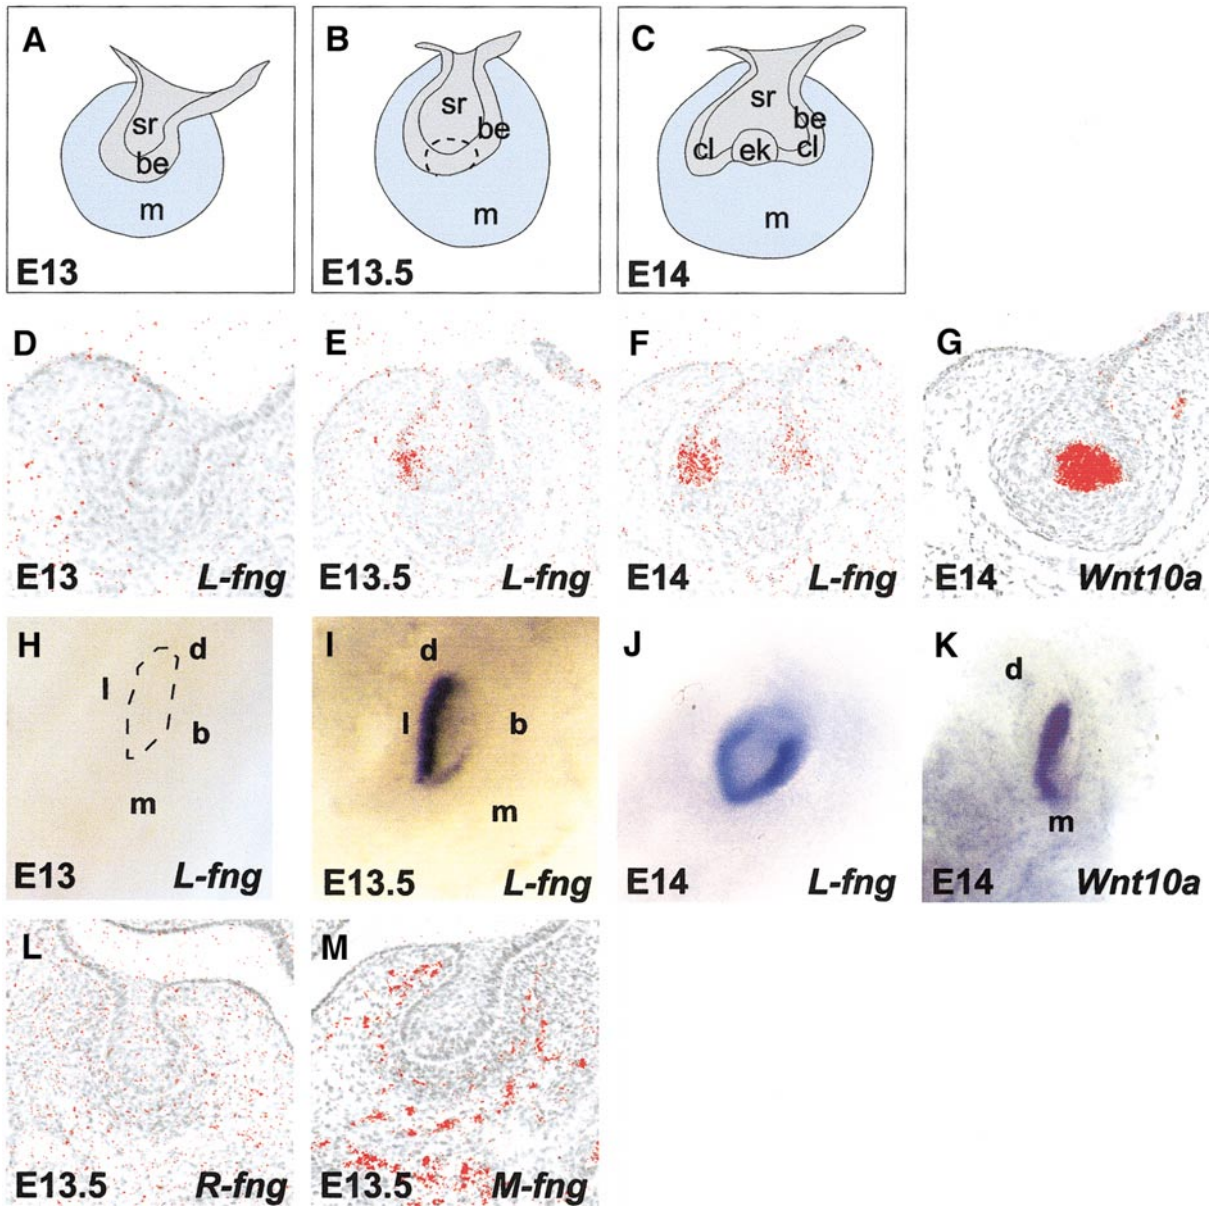 A
sr
be
m
E13
B
sr
be
m
E13.5
C
sr
be
cl
ek
cl
m
E14
D
E13
L-fng
E
E13.5
L-fng
F
E14
L-fng
G
E14
Wnt10a
H
d
l
b
m
E13
L-fng
I
d
l
b
m
E13.5
L-fng
J
E14
L-fng
K
d
m
E14
Wnt10a
L
E13.5
R-fng
M
E13.5
M-fng